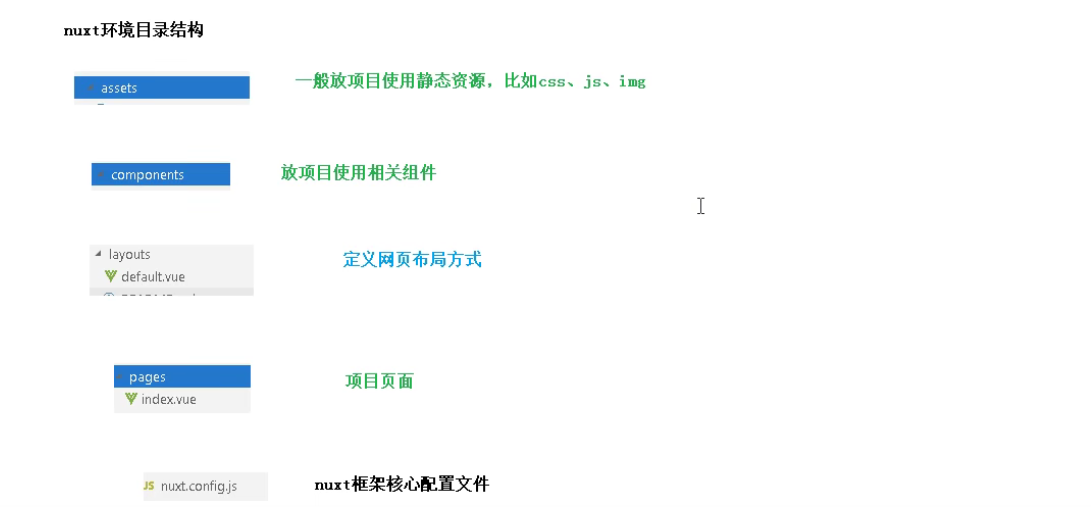 nuxt环境目录结构
assets
一般放项目使用静态资源，比如css、js、img
components
放项目使用相关组件
layouts
default.vue
定义网页布局方式
pages
index.vue
项目页面
JS nuxt.config.js
nuxt框架核心配置文件